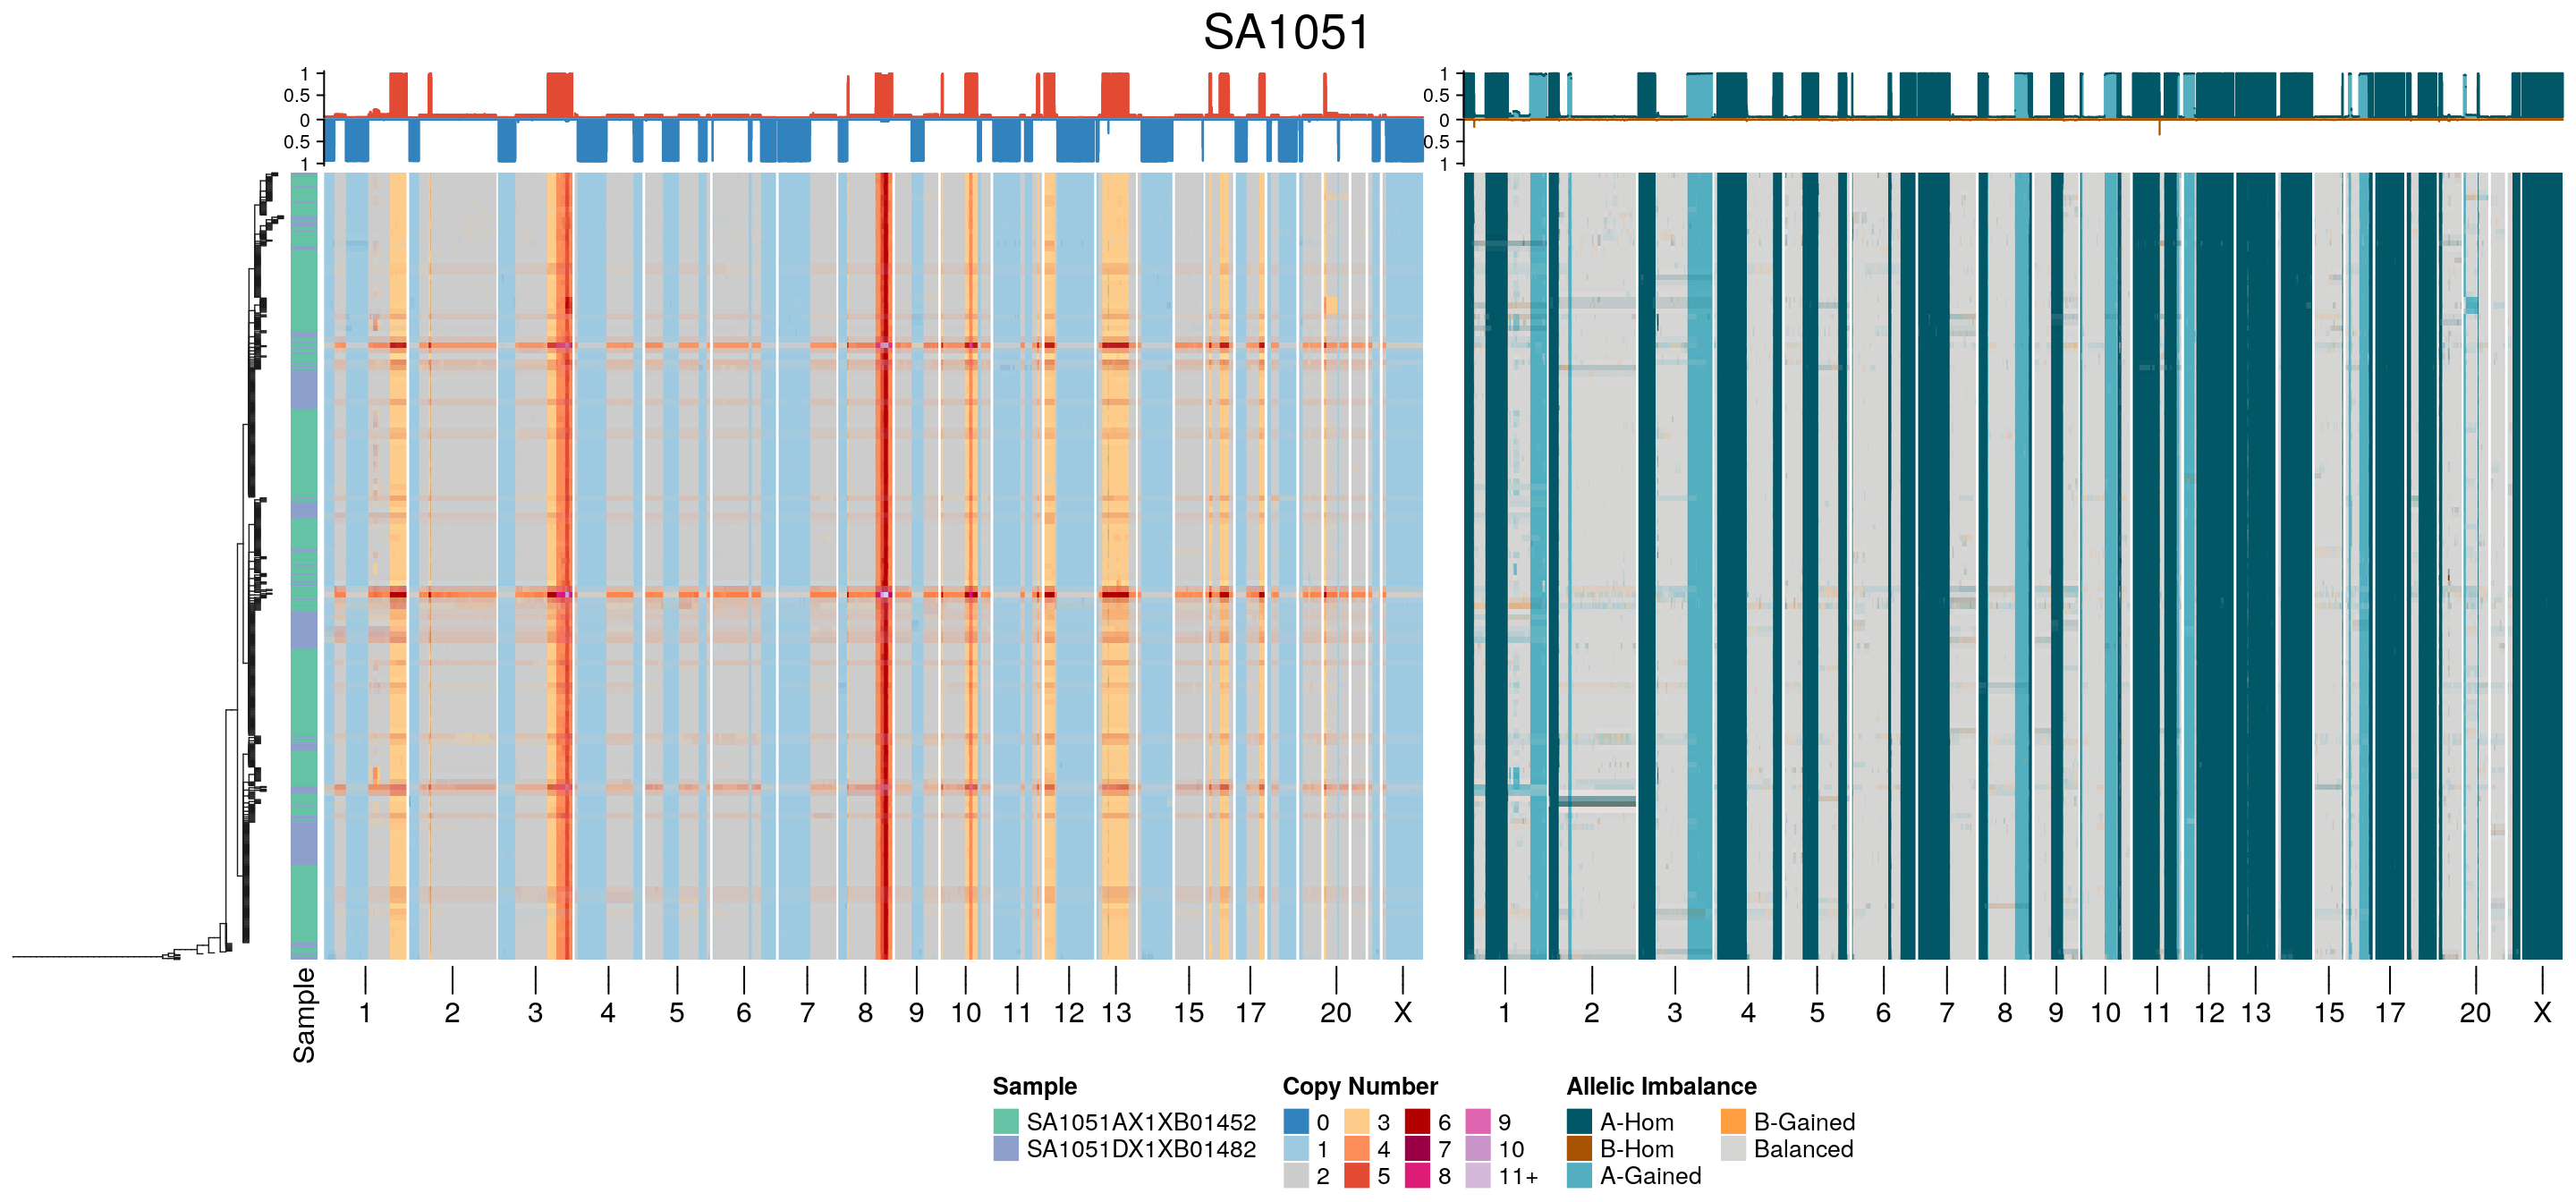 SA1051
1
0.5
0
0.5
1
1
0.5
0
0.5
1
Sample
1 2 3 4 5 6 7 8 9 10 11 12 13 15 17 20 X
1 2 3 4 5 6 7 8 9 10 11 12 13 15 17 20 X
Sample
SA1051AX1XB01452
SA1051DX1XB01482
Copy Number
0 3 6 9
1 4 7 10
2 5 8 11+
Allelic Imbalance
A-Hom B-Gained
B-Hom Balanced
A-Gained